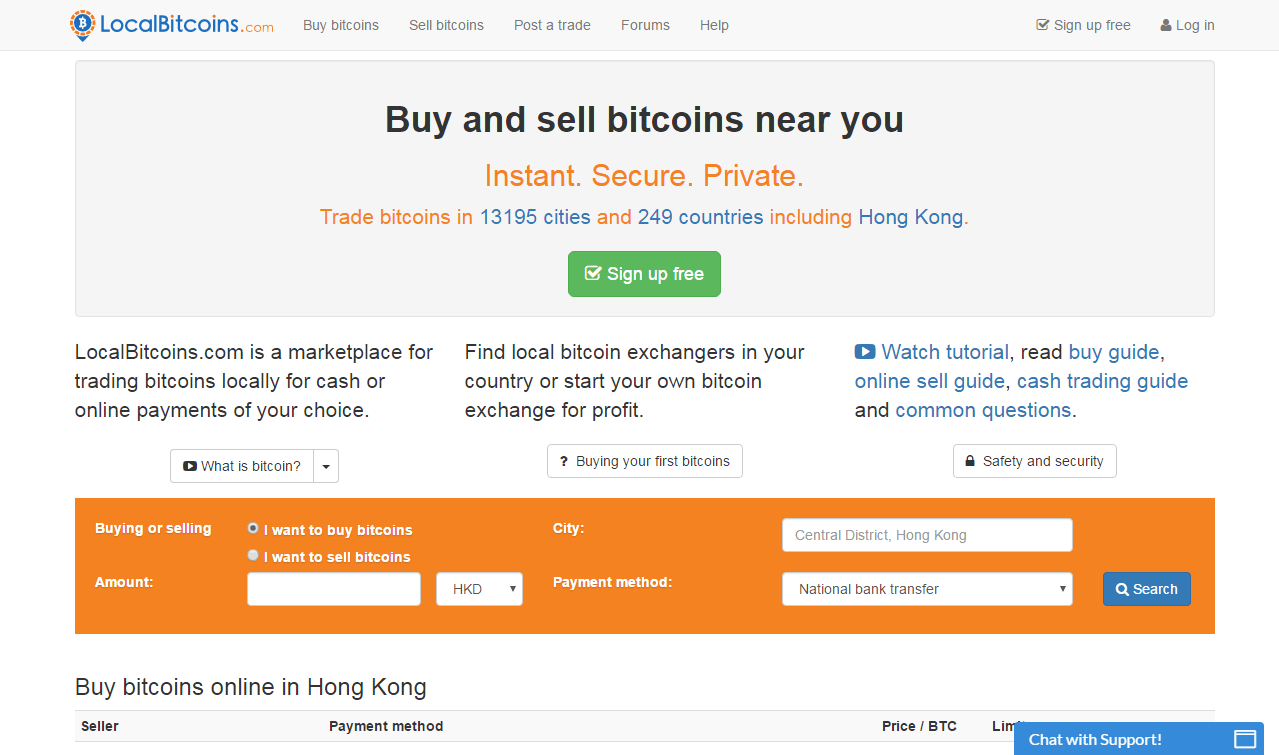 LocalBitcoins.com Buy bitcoins Sell bitcoins Post a trade Forums Help Sign up free Log in
Buy and sell bitcoins near you
Instant. Secure. Private.
Trade bitcoins in 13195 cities and 249 countries including Hong Kong.
Sign up free
LocalBitcoins.com is a marketplace for
trading bitcoins locally for cash or
online payments of your choice.
What is bitcoin?
Find local bitcoin exchangers in your
country or start your own bitcoin
exchange for profit.
? Buying your first bitcoins
Watch tutorial, read buy guide,
online sell guide, cash trading guide
and common questions.
Safety and security
Buying or selling I want to buy bitcoins City: Central District, Hong Kong
I want to sell bitcoins
Amount: HKD Payment method: National bank transfer Search
Buy bitcoins online in Hong Kong
Seller Payment method Price / BTC
Chat with Support!